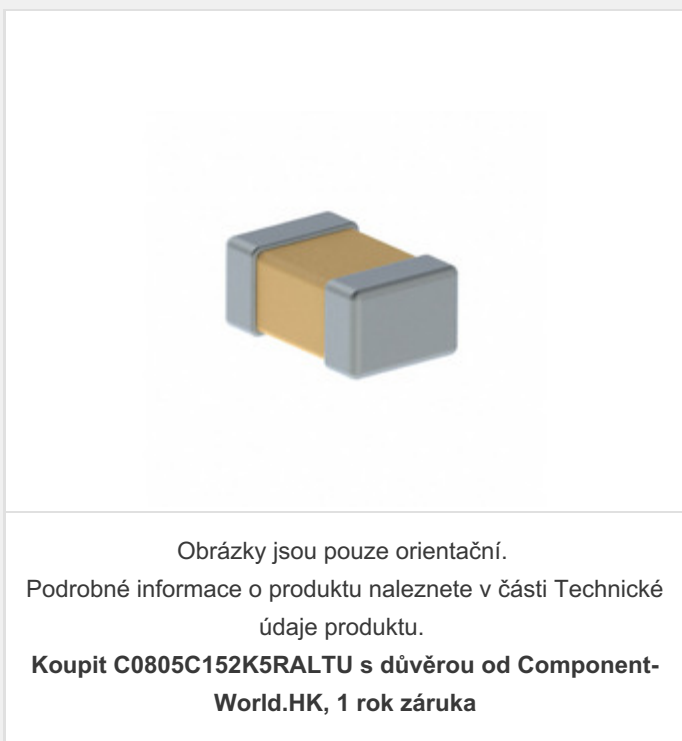 Obrázky jsou pouze orientační.
Podrobné informace o produktu naleznete v části Technické
údaje produktu.
Koupit C0805C152K5RALTU s důvěrou od Component-
World.HK, 1 rok záruka